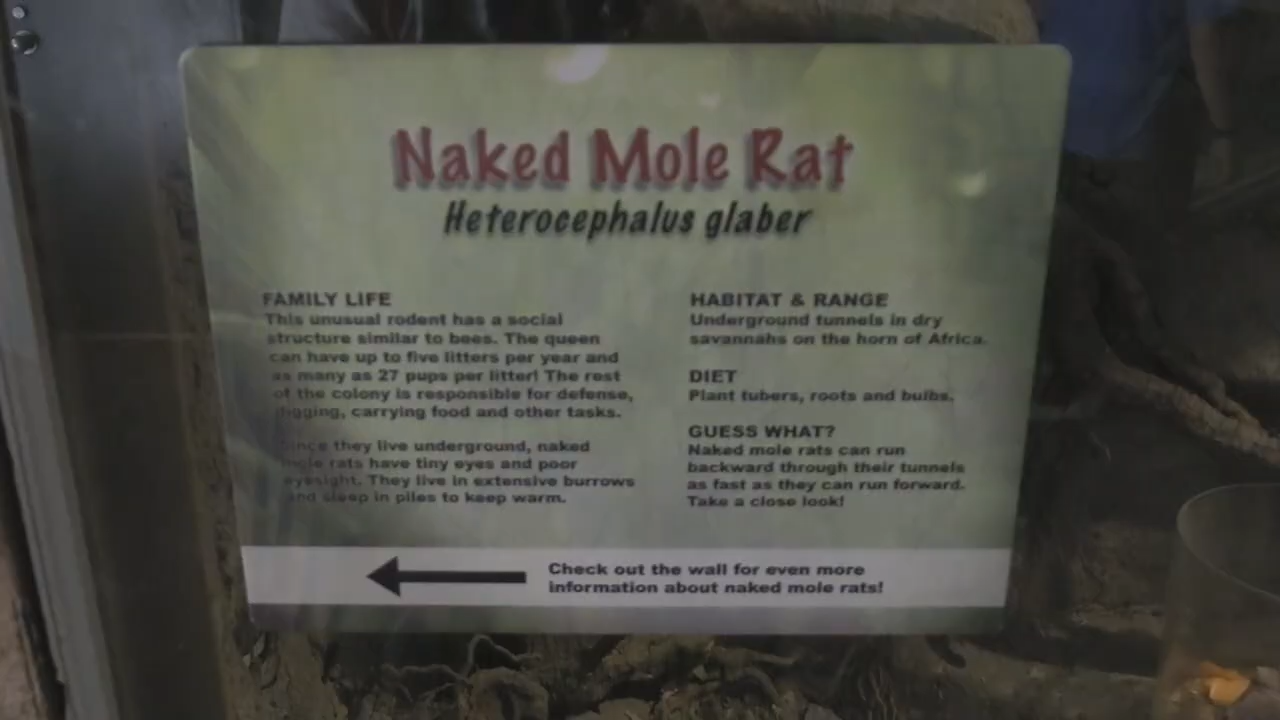 Naked Mole Rat
Heterocephalus glaber
FAMILY LIFE
This unusual rodent has a social
structure similar to bees. The queen
can have up to five litters per year and
as many as 27 pups per litter! The rest
of the colony is responsible for defense,
digging, carrying food and other tasks.
Since they live underground, naked
mole rats have tiny eyes and poor
eyesight. They live in extensive burrows
and sleep in piles to keep warm.
HABITAT & RANGE
Underground tunnels in dry
savannahs on the horn of Africa.
DIET
Plant tubers, roots and bulbs.
GUESS WHAT?
Naked mole rats can run
backward through their tunnels
as fast as they can run forward.
Take a close look!
Check out the wall for even more
information about naked mole rats!